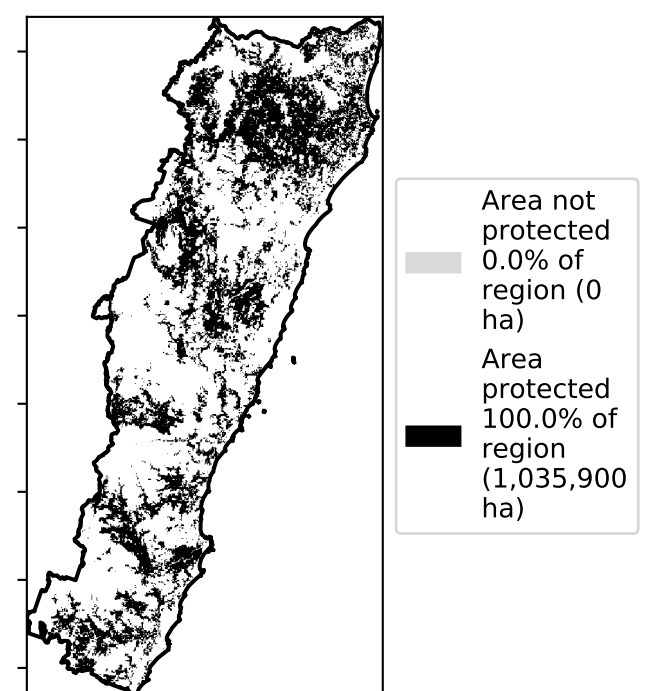 Area not
protected
0.0% of
region (0
ha)
Area
protected
100.0% of
region
(1,035,900
ha)